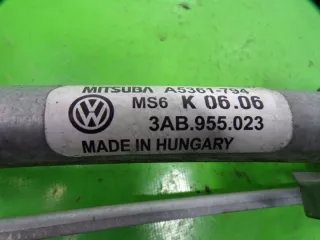 MITSUBA A5361-794
MS6 K 06.06
3AB.955.023
MADE IN HUNGARY